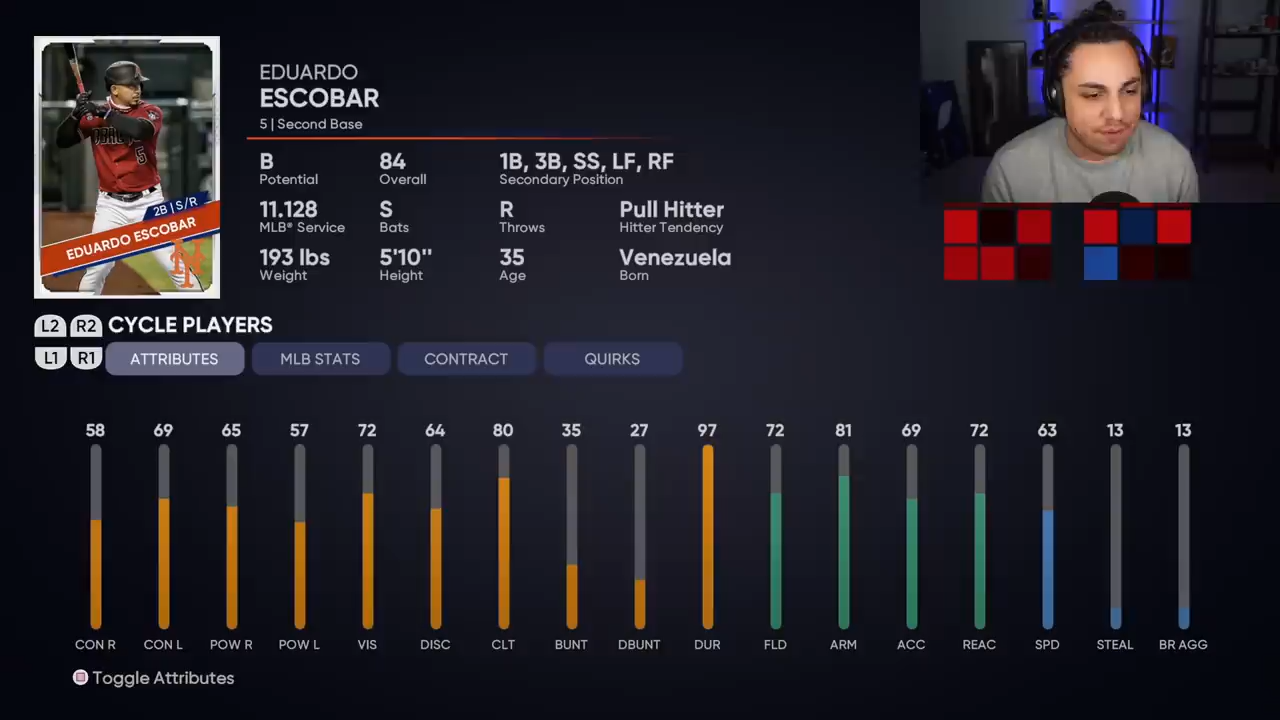 EDUARDO
ESCOBAR
5 | Second Base
B 84 1B, 3B, SS, LF, RF
Potential Overall Secondary Position
11.128 S R Pull Hitter
MLB® Service Bats Throws Hitter Tendency
193 lbs 5'10" 35 Venezuela
Weight Height Age Born
5
2B | S/R
EDUARDO ESCOBAR
NY
L2 R2 CYCLE PLAYERS
L1 R1 ATTRIBUTES MLB STATS CONTRACT QUIRKS
58 69 65 57 72 64 80 35 27 97 72 81 69 72 63 13 13
CON R CON L POW R POW L VIS DISC CLT BUNT DBUNT DUR FLD ARM ACC REAC SPD STEAL BR AGG
Toggle Attributes